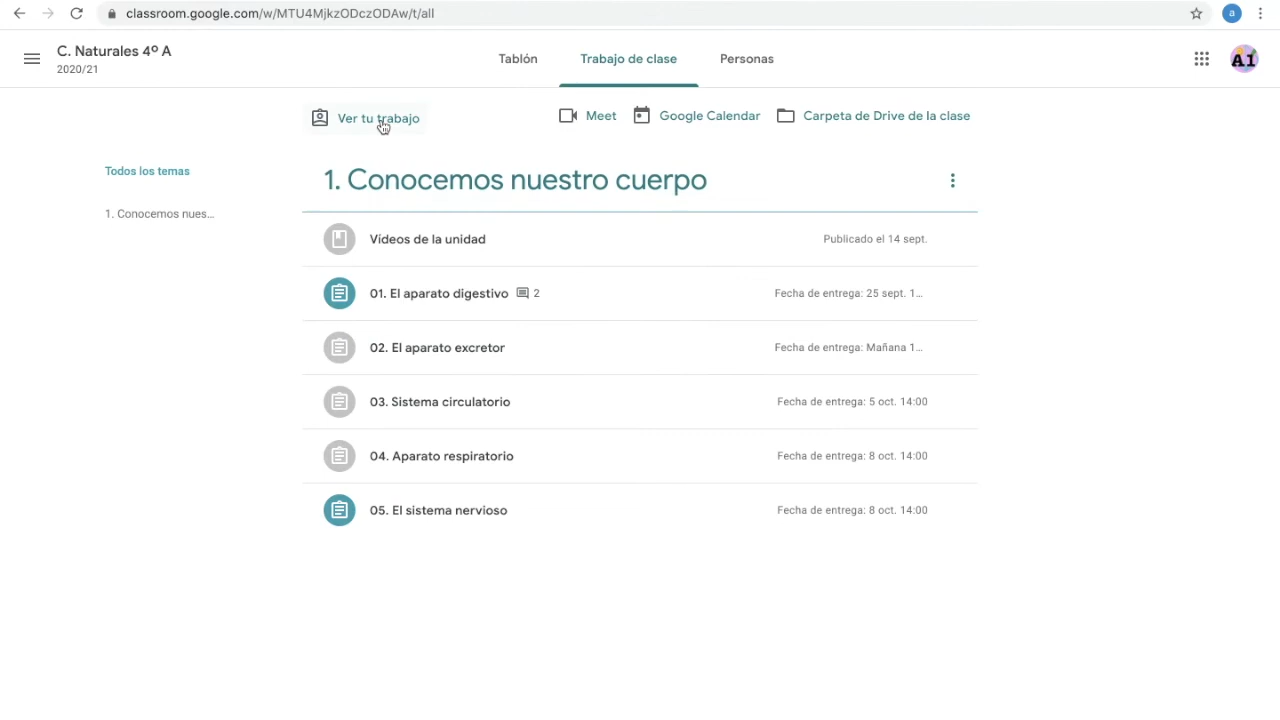 classroom.google.com/w/MTU4MjkzODczODAw/t/all
a
C. Naturales 4º A
2020/21
Tablón
Trabajo de clase
Personas
A1
Ver tu trabajo
Meet
Google Calendar
Carpeta de Drive de la clase
Todos los temas
1. Conocemos nues...
1. Conocemos nuestro cuerpo
Vídeos de la unidad
Publicado el 14 sept.
01. El aparato digestivo 2
Fecha de entrega: 25 sept. 1...
02. El aparato excretor
Fecha de entrega: Mañana 1...
03. Sistema circulatorio
Fecha de entrega: 5 oct. 14:00
04. Aparato respiratorio
Fecha de entrega: 8 oct. 14:00
05. El sistema nervioso
Fecha de entrega: 8 oct. 14:00